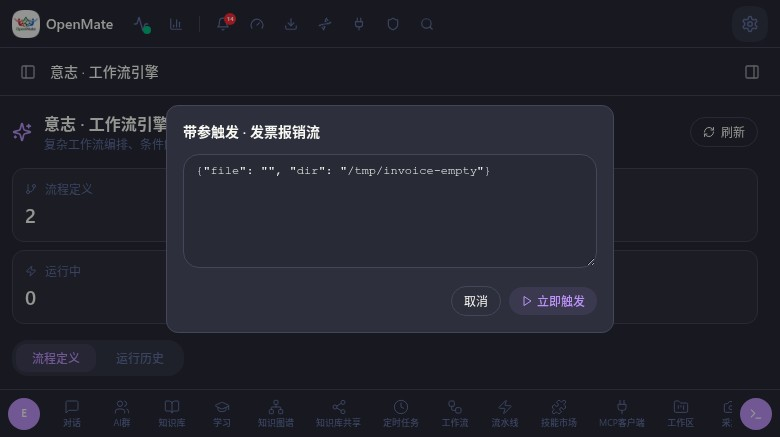 OpenMate
14
意志 · 工作流引擎
意志 · 工作流引擎
复杂工作流编排、条件
刷新
流程定义
2
运行中
0
带参触发 · 发票报销流
{"file": "", "dir": "/tmp/invoice-empty"}
取消
立即触发
流程定义 运行历史
E
对话 AI群 知识库 学习 知识图谱 知识库共享 定时任务 工作流 流水线 技能市场 MCP客户端 工作区